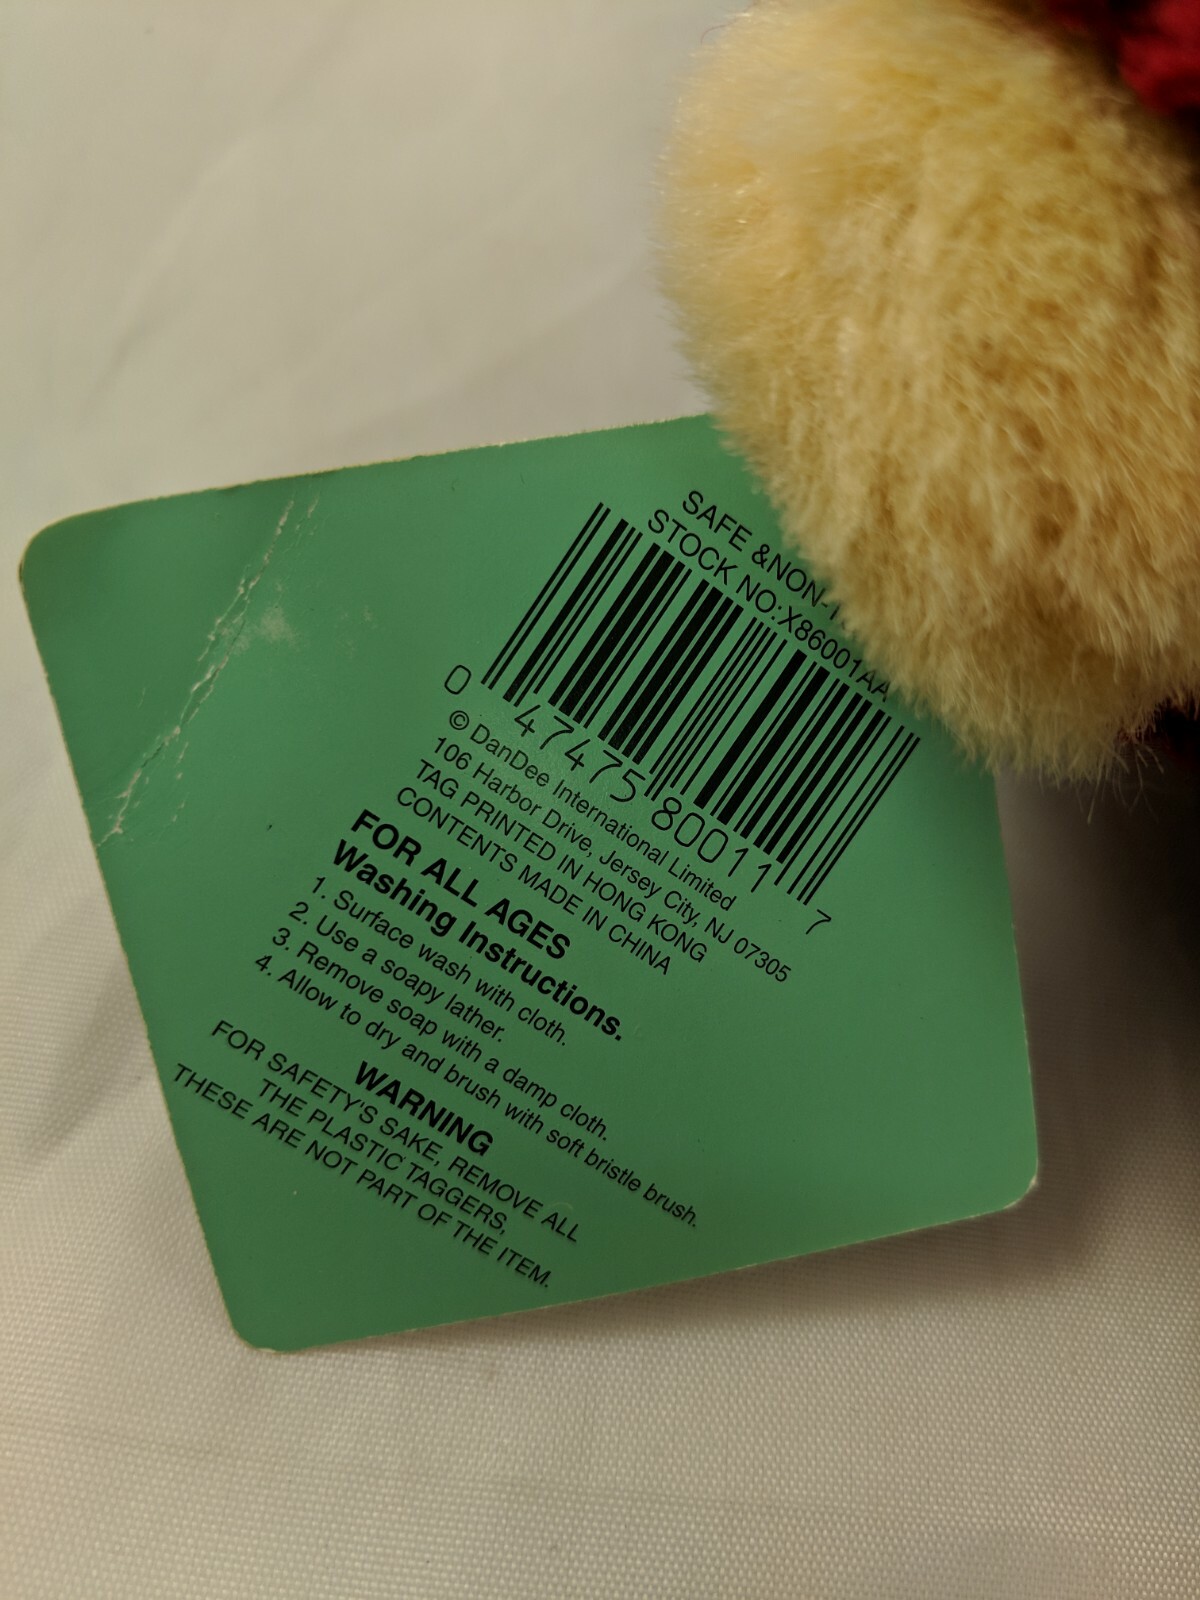 SAFE &NON-
STOCK NO:X86001AA
0 47475 80011 7
© DanDee International Limited
106 Harbor Drive, Jersey City, NJ 07305
TAG PRINTED IN HONG KONG
CONTENTS MADE IN CHINA
FOR ALL AGES
Washing Instructions.
1. Surface wash with cloth.
2. Use a soapy lather.
3. Remove soap with a damp cloth.
4. Allow to dry and brush with soft bristle brush.
WARNING
FOR SAFETY'S SAKE, REMOVE ALL
THE PLASTIC TAGGERS,
THESE ARE NOT PART OF THE ITEM.